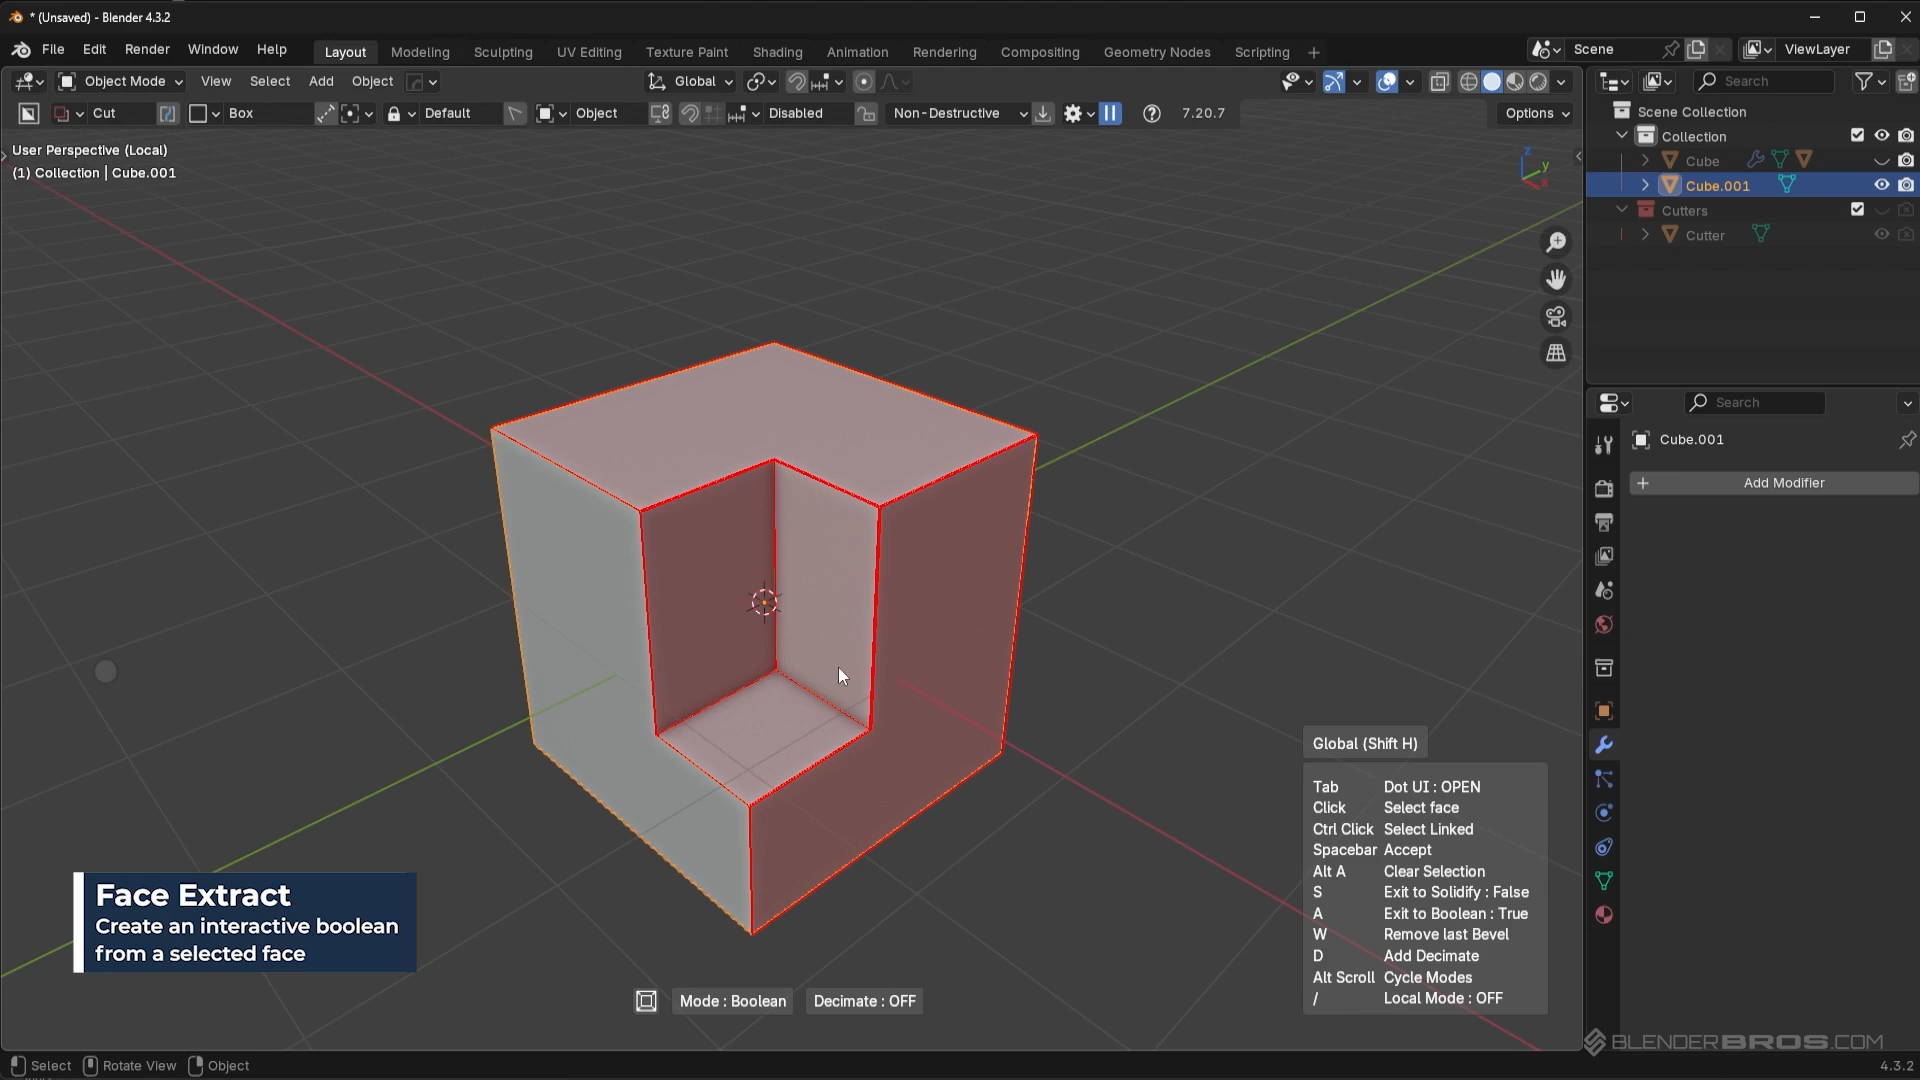 * (Unsaved) - Blender 4.3.2
File Edit Render Window Help Layout Modeling Sculpting UV Editing Texture Paint Shading Animation Rendering Compositing Geometry Nodes Scripting + Scene ViewLayer
Object Mode View Select Add Object Global Search
Cut Box Default Object Disabled Non-Destructive 7.20.7 Options
Scene Collection
Collection
Cube
Cube.001
Cutters
Cutter
User Perspective (Local)
(1) Collection | Cube.001
Z
Y
X
Search
Cube.001
+ Add Modifier
Global (Shift H)
Tab Dot UI : OPEN
Click Select face
Ctrl Click Select Linked
Spacebar Accept
Alt A Clear Selection
S Exit to Solidify : False
A Exit to Boolean : True
W Remove last Bevel
D Add Decimate
Alt Scroll Cycle Modes
/ Local Mode : OFF
Face Extract
Create an interactive boolean
from a selected face
Mode : Boolean Decimate : OFF
BLENDERBROS.COM
Select Rotate View Object 4.3.2